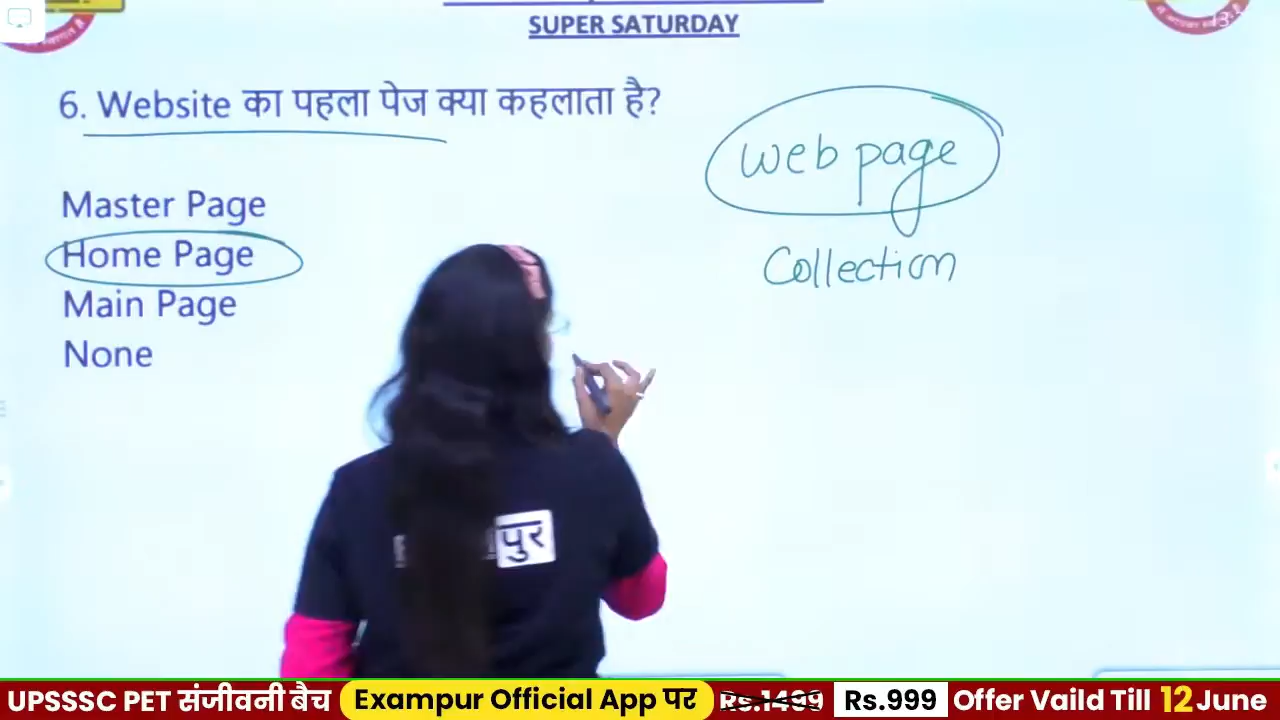 SUPER SATURDAY
6. Website का पहला पेज क्या कहलाता है?
Master Page
Home Page
Main Page
None
web page
Collection
पुर
UPSSSC PET संजीवनी बैच Exampur Official App पर Rs.1499 Rs.999 Offer Vaild Till 12 June